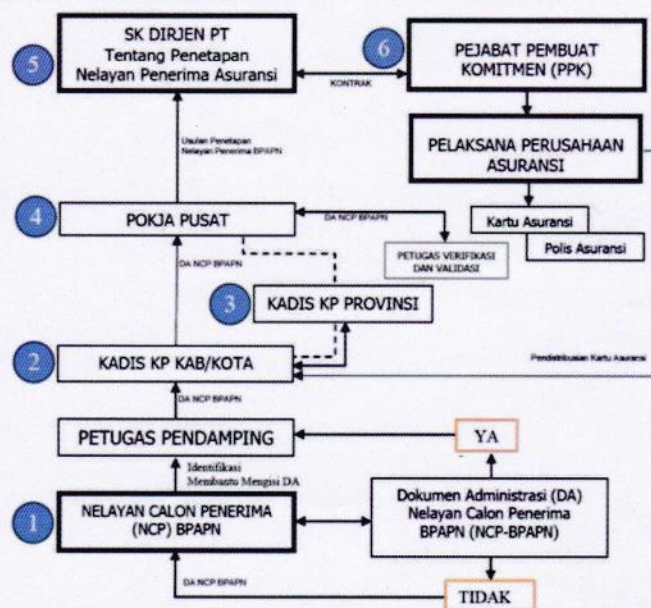 5
SK DIRJEN PT
Tentang Penetapan
Nelayan Penerima Asuransi
KONTRAK
6
PEJABAT PEMBUAT
KOMITMEN (PPK)
PELAKSANA PERUSAHAAN
ASURANSI
Kartu Asuransi
Polis Asuransi
Usulan Penetapan
Nelayan Penerima BPAPN
4
POKJA PUSAT
DA NCP BPAPN
PETUGAS VERIFIKASI
DAN VALIDASI
DA NCP BPAPN
3
KADIS KP PROVINSI
2
KADIS KP KAB/KOTA
Pendistribusian Kartu Asuransi
DA NCP BPAPN
PETUGAS PENDAMPING
YA
Identifikasi
Membantu Mengisi DA
1
NELAYAN CALON PENERIMA
(NCP) BPAPN
Dokumen Administrasi (DA)
Nelayan Calon Penerima
BPAPN (NCP-BPAPN)
DA NCP BPAPN
TIDAK